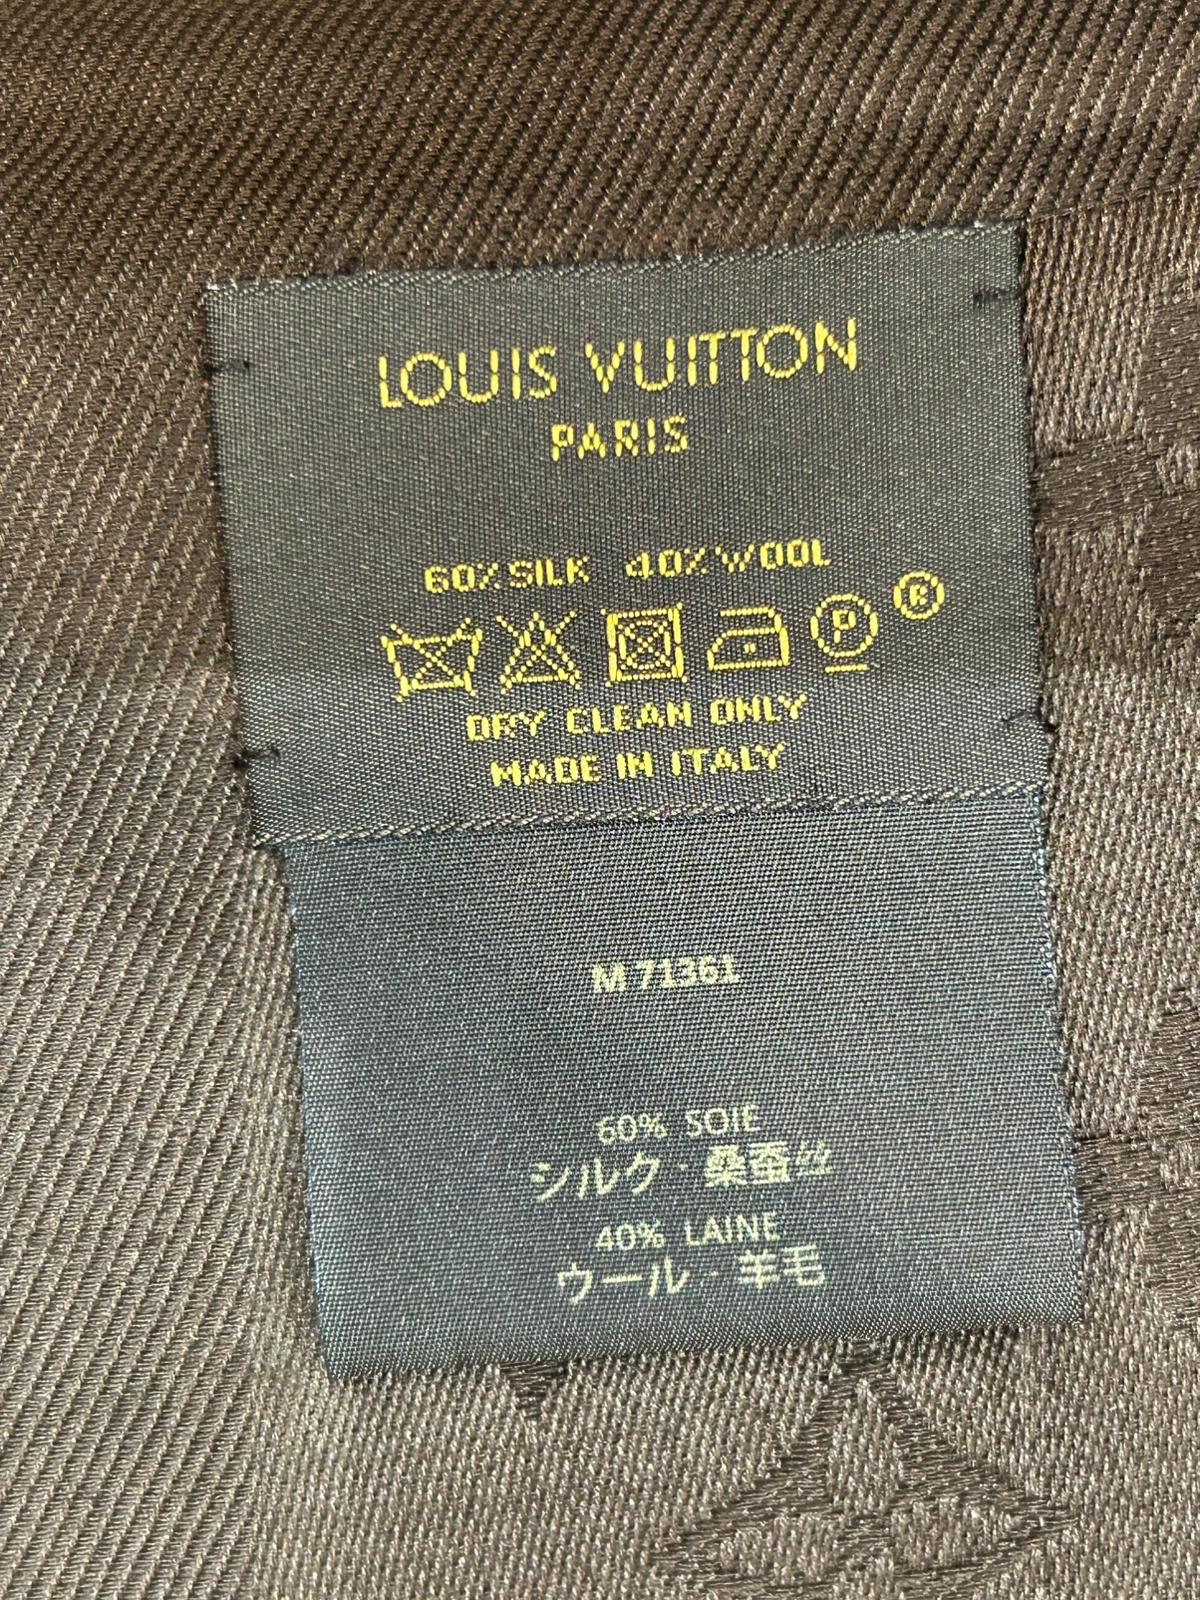 LOUIS VUITTON
PARIS
60% SILK 40% WOOL
P ®
DRY CLEAN ONLY
MADE IN ITALY
M 71361
60% SOIE
シルク · 桑蚕丝
40% LAINE
ウール · 羊毛